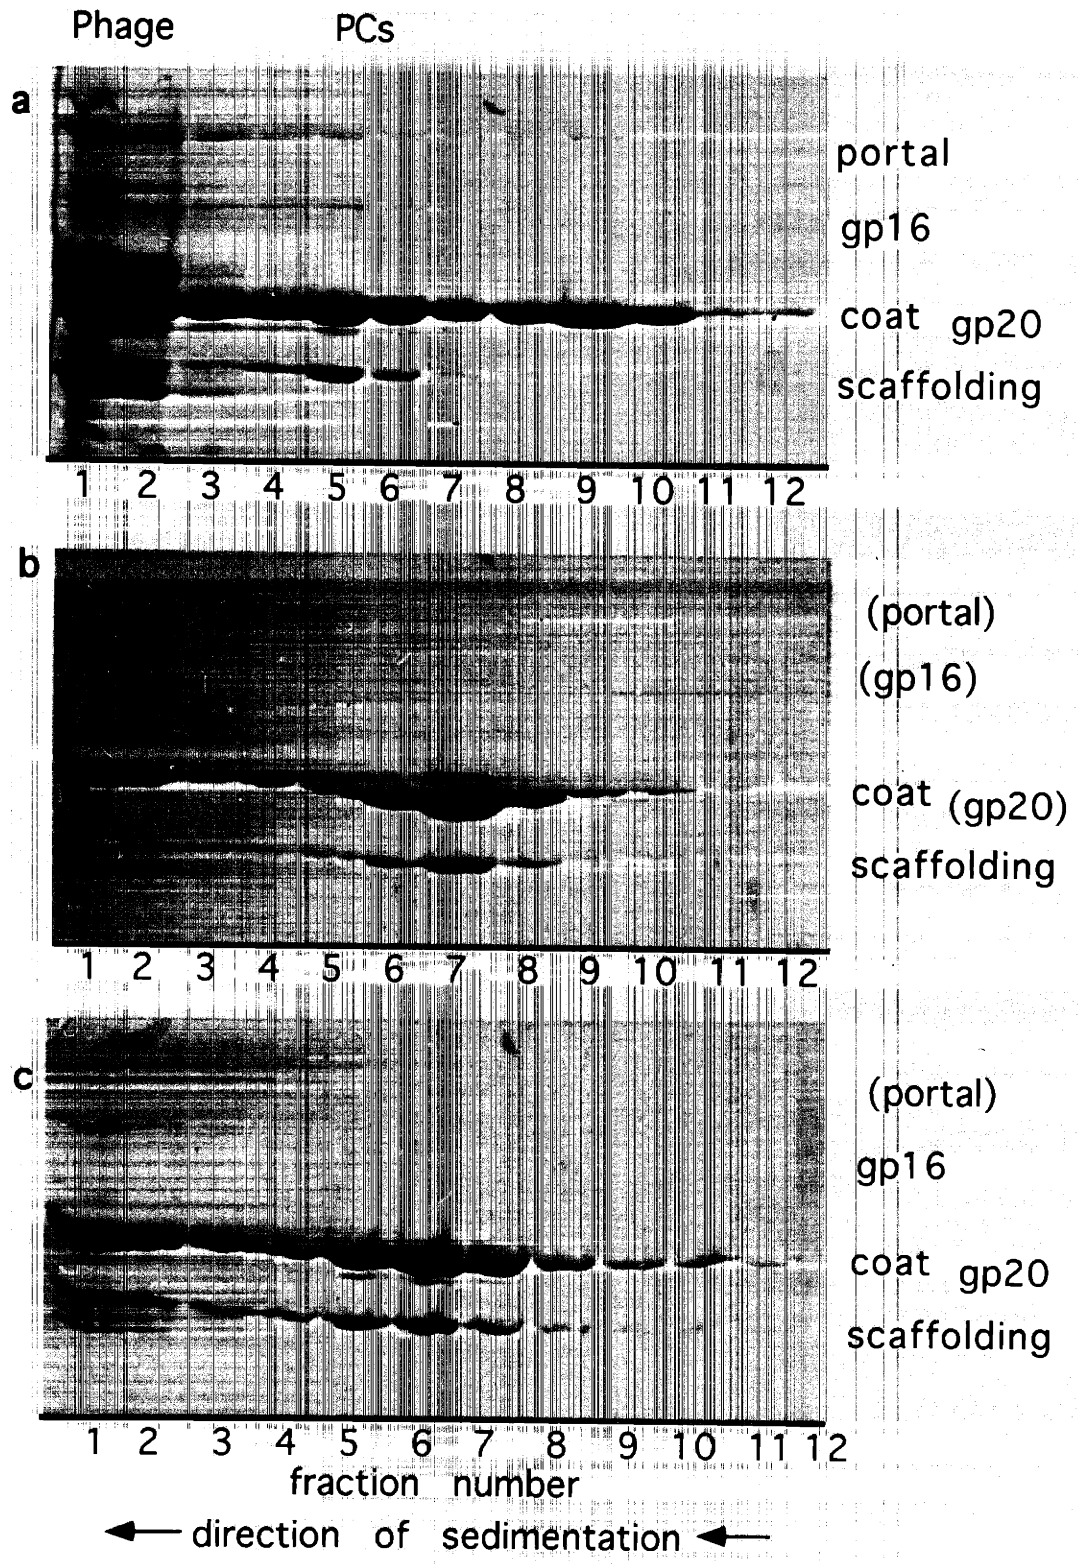 Phage PCs
a
portal
gp16
coat gp20
scaffolding
1 2 3 4 5 6 7 8 9 10 11 12
b
(portal)
(gp16)
coat (gp20)
scaffolding
1 2 3 4 5 6 7 8 9 10 11 12
c
(portal)
gp16
coat gp20
scaffolding
1 2 3 4 5 6 7 8 9 10 11 12
fraction number
direction of sedimentation